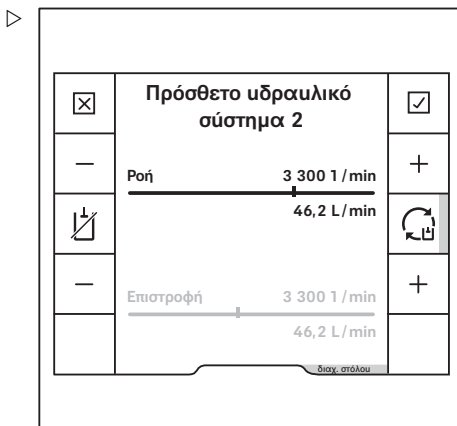 Πρόσθετο υδραυλικό
σύστημα 2
Ροή 3 300 1/min
46,2 L/min
Επιστροφή 3 300 1/min
46,2 L/min
διαχ. στόλου